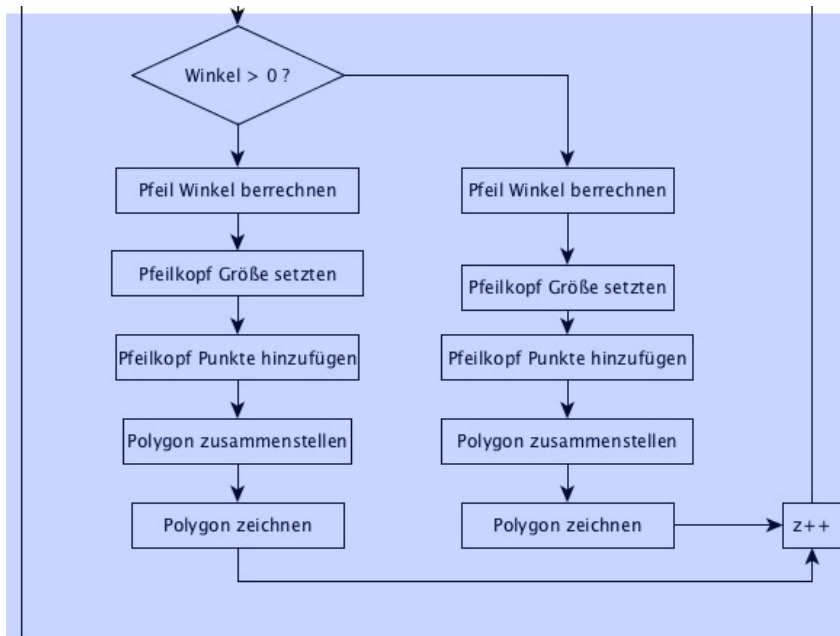 Winkel > 0 ?
Pfeil Winkel berrechnen
Pfeil Winkel berrechnen
Pfeilkopf Größe setzten
Pfeilkopf Größe setzten
Pfeilkopf Punkte hinzufügen
Pfeilkopf Punkte hinzufügen
Polygon zusammenstellen
Polygon zusammenstellen
Polygon zeichnen
Polygon zeichnen
z++